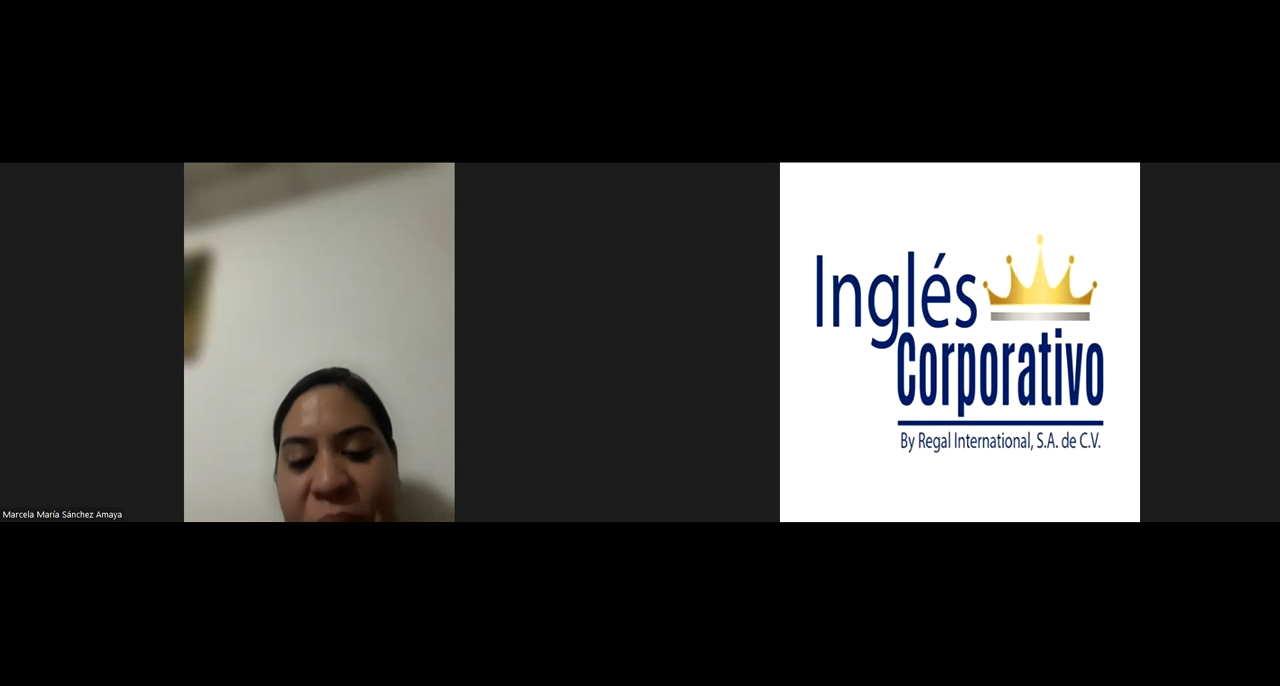 Marcela María Sánchez Amaya
Inglés
Corporativo
By Regal International, S.A. de C.V.